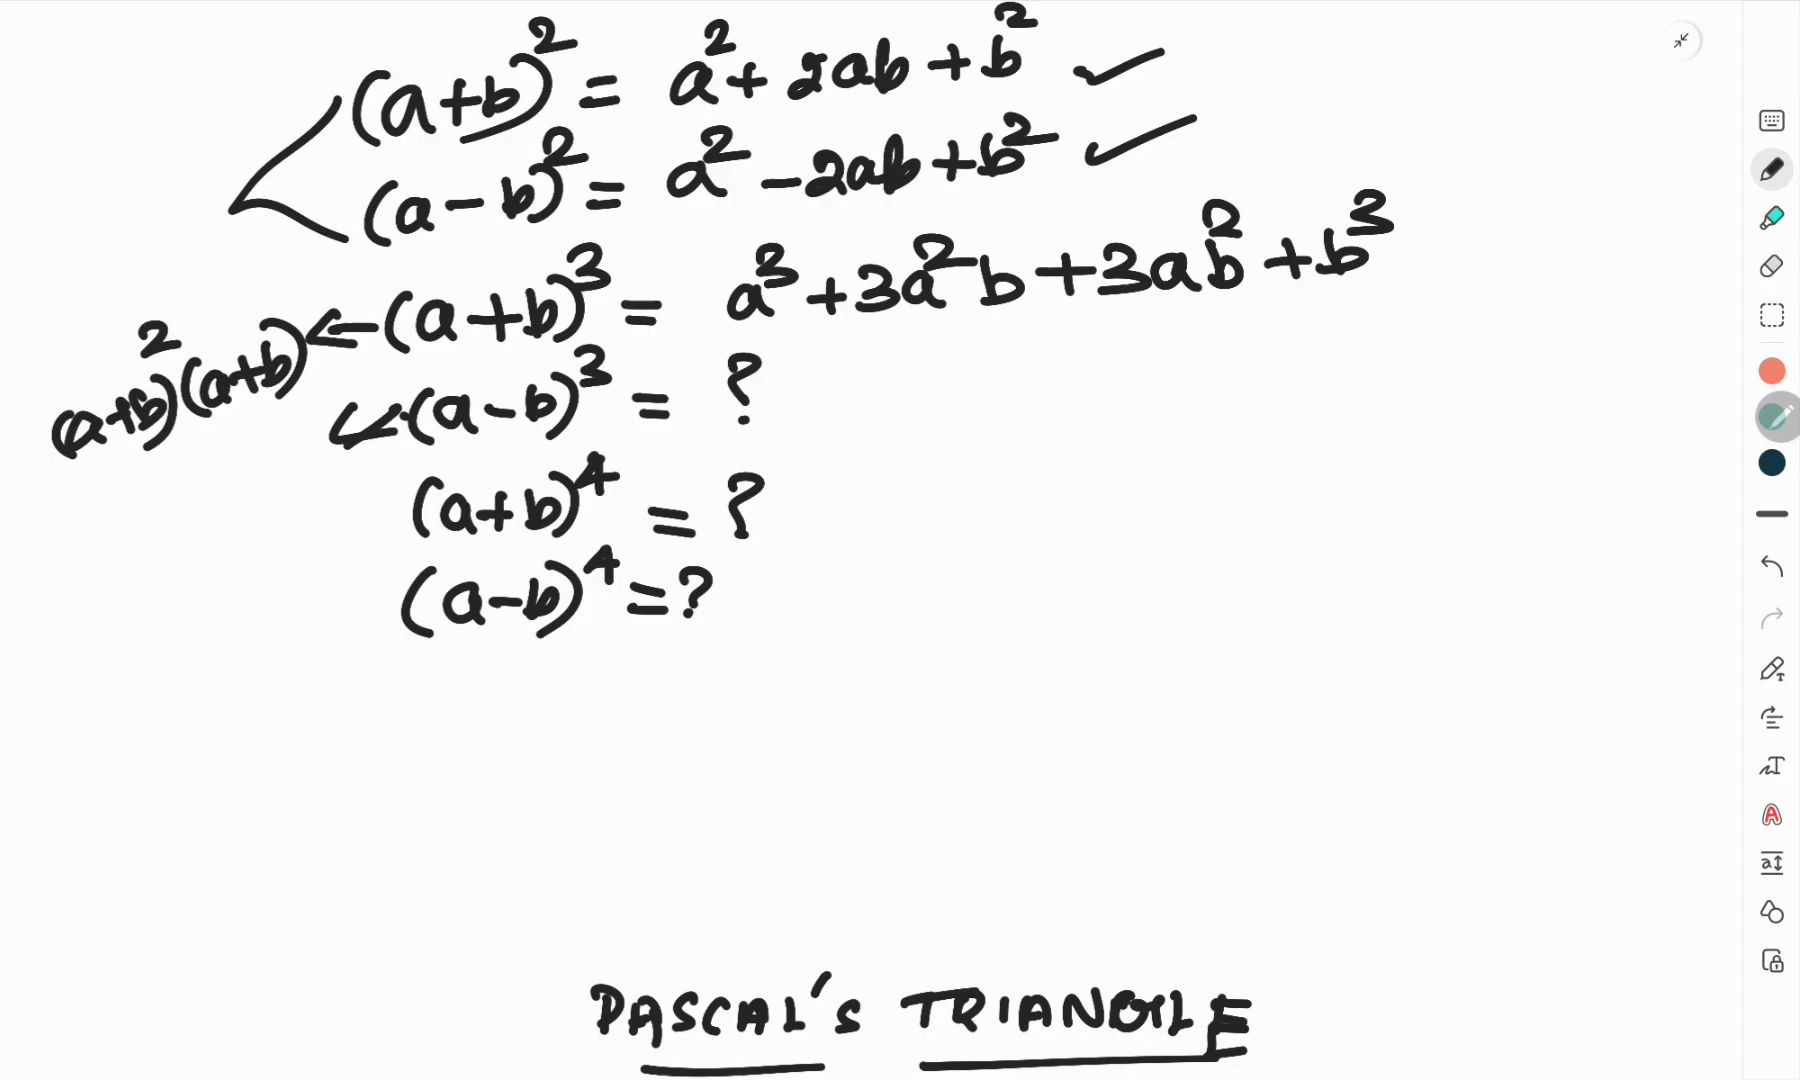 (a+b)² = a² + 2ab + b² ✓
(a-b)² = a² - 2ab + b² ✓
(a+b)²(a+b) ← (a+b)³ = a³ + 3a²b + 3ab² + b³
(a-b)³ = ?
(a+b)⁴ = ?
(a-b)⁴ = ?
PASCAL's TRIANGLE